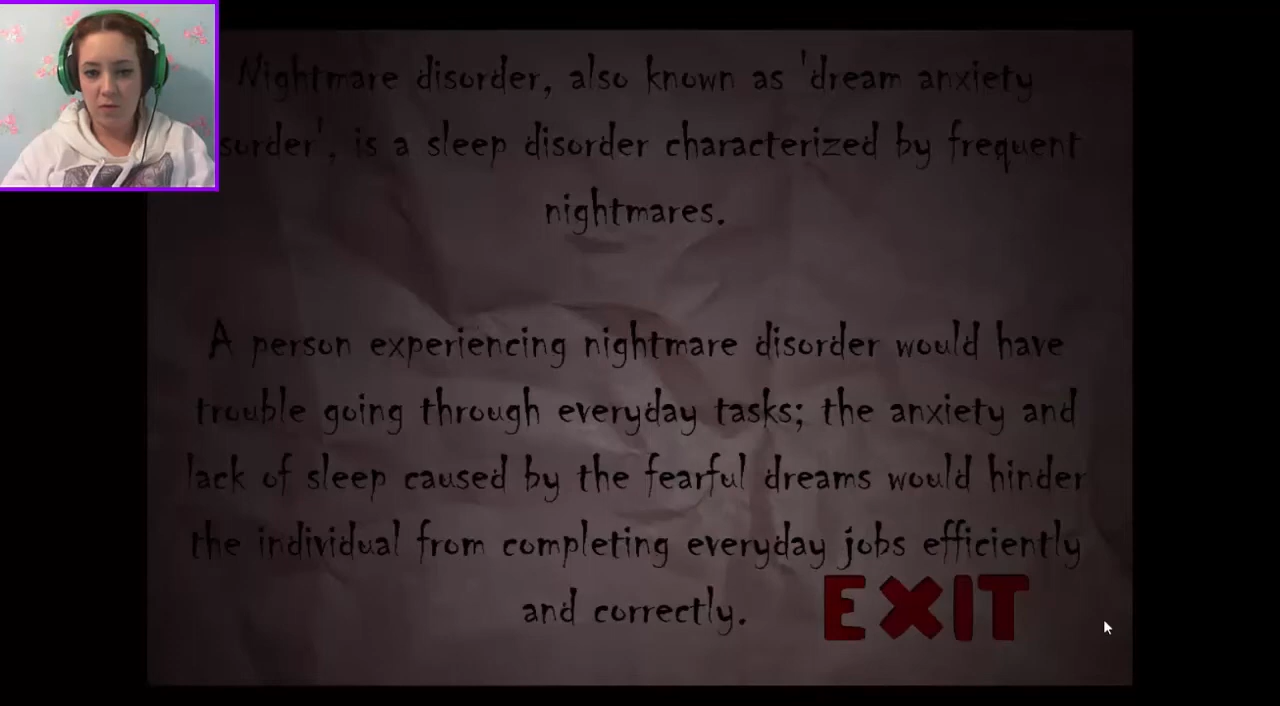 Nightmare disorder, also known as 'dream anxiety
sorder', is a sleep disorder characterized by frequent
nightmares.
A person experiencing nightmare disorder would have
trouble going through everyday tasks; the anxiety and
lack of sleep caused by the fearful dreams would hinder
the individual from completing everyday jobs efficiently
and correctly.
EXIT